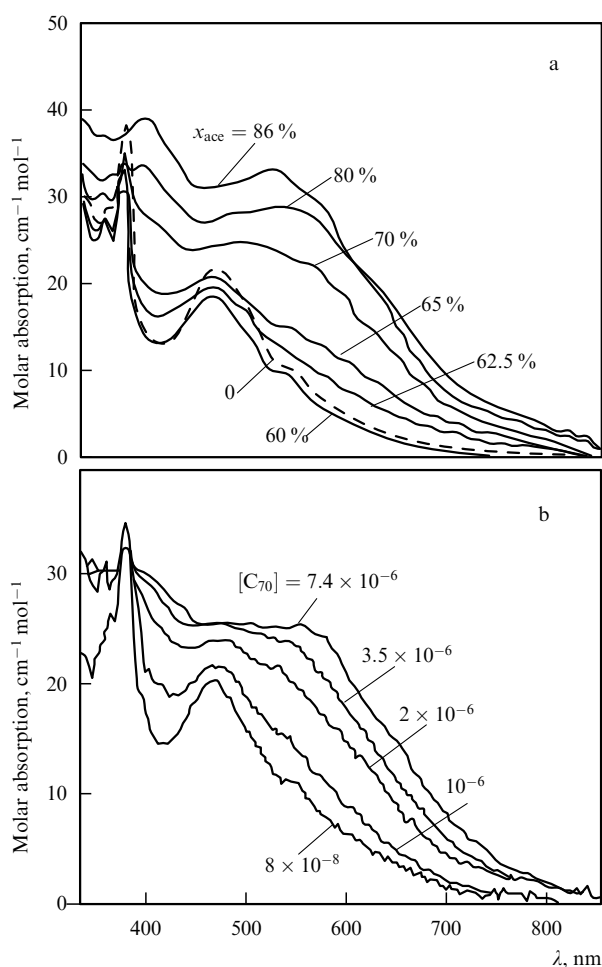 50
a
40
x_ace = 86 %
80 %
30
70 %
20
65 %
62.5 %
10
0
60 %
0
Molar absorption, cm⁻¹ mol⁻¹
b
30
[C₇₀] = 7.4 × 10⁻⁶
3.5 × 10⁻⁶
20
2 × 10⁻⁶
10
10⁻⁶
8 × 10⁻⁸
0
Molar absorption, cm⁻¹ mol⁻¹
400 500 600 700 800
λ, nm